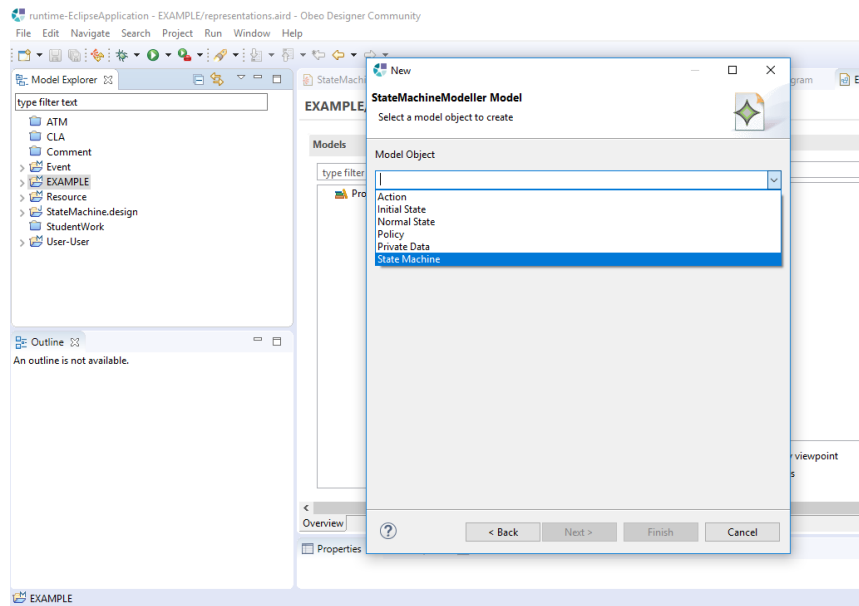 runtime-EclipseApplication - EXAMPLE/representations.aird - Obeo Designer Community
File Edit Navigate Search Project Run Window Help
Model Explorer
type filter text
ATM
CLA
Comment
Event
EXAMPLE
Resource
StateMachine.design
StudentWork
User-User
Outline
An outline is not available.
StateMach
gram
E
EXAMPLE
Models
type filter
Pro
New
StateMachineModeller Model
Select a model object to create
Model Object
Action
Initial State
Normal State
Policy
Private Data
State Machine
viewpoint
s
< Back Next > Finish Cancel
Overview
Properties
EXAMPLE